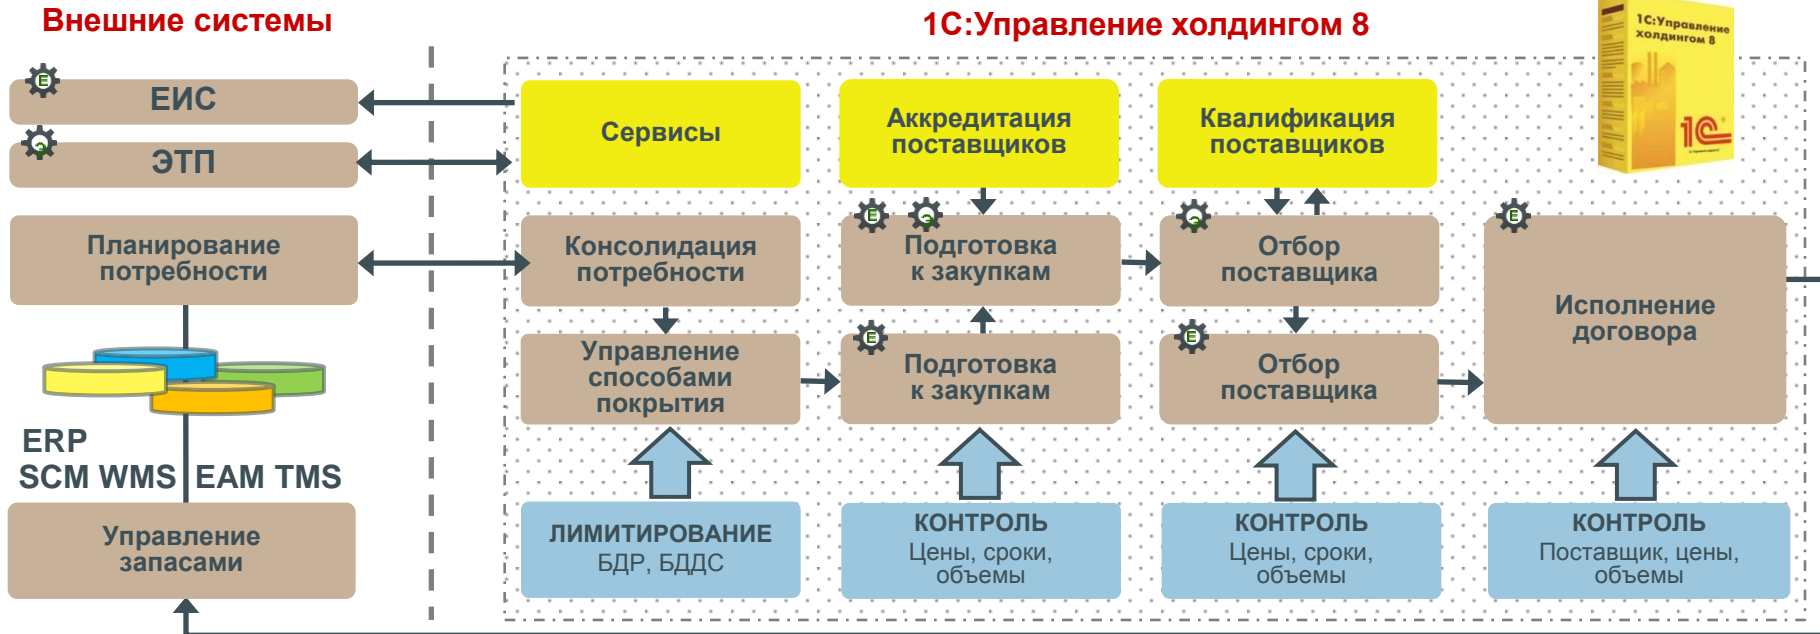 Внешние системы
1С:Управление холдингом 8
1С:Управление
холдингом 8
1С
Е
ЕИС
Э
ЭТП
Сервисы
Аккредитация
поставщиков
Квалификация
поставщиков
Планирование
потребности
Консолидация
потребности
Е
Э
Подготовка
к закупкам
Э
Отбор
поставщика
Е
Исполнение
договора
Управление
способами
покрытия
Е
Подготовка
к закупкам
Е
Отбор
поставщика
ERP
SCM WMS EAM TMS
Управление
запасами
ЛИМИТИРОВАНИЕ
БДР, БДДС
КОНТРОЛЬ
Цены, сроки,
объемы
КОНТРОЛЬ
Цены, сроки,
объемы
КОНТРОЛЬ
Поставщик, цены,
объемы